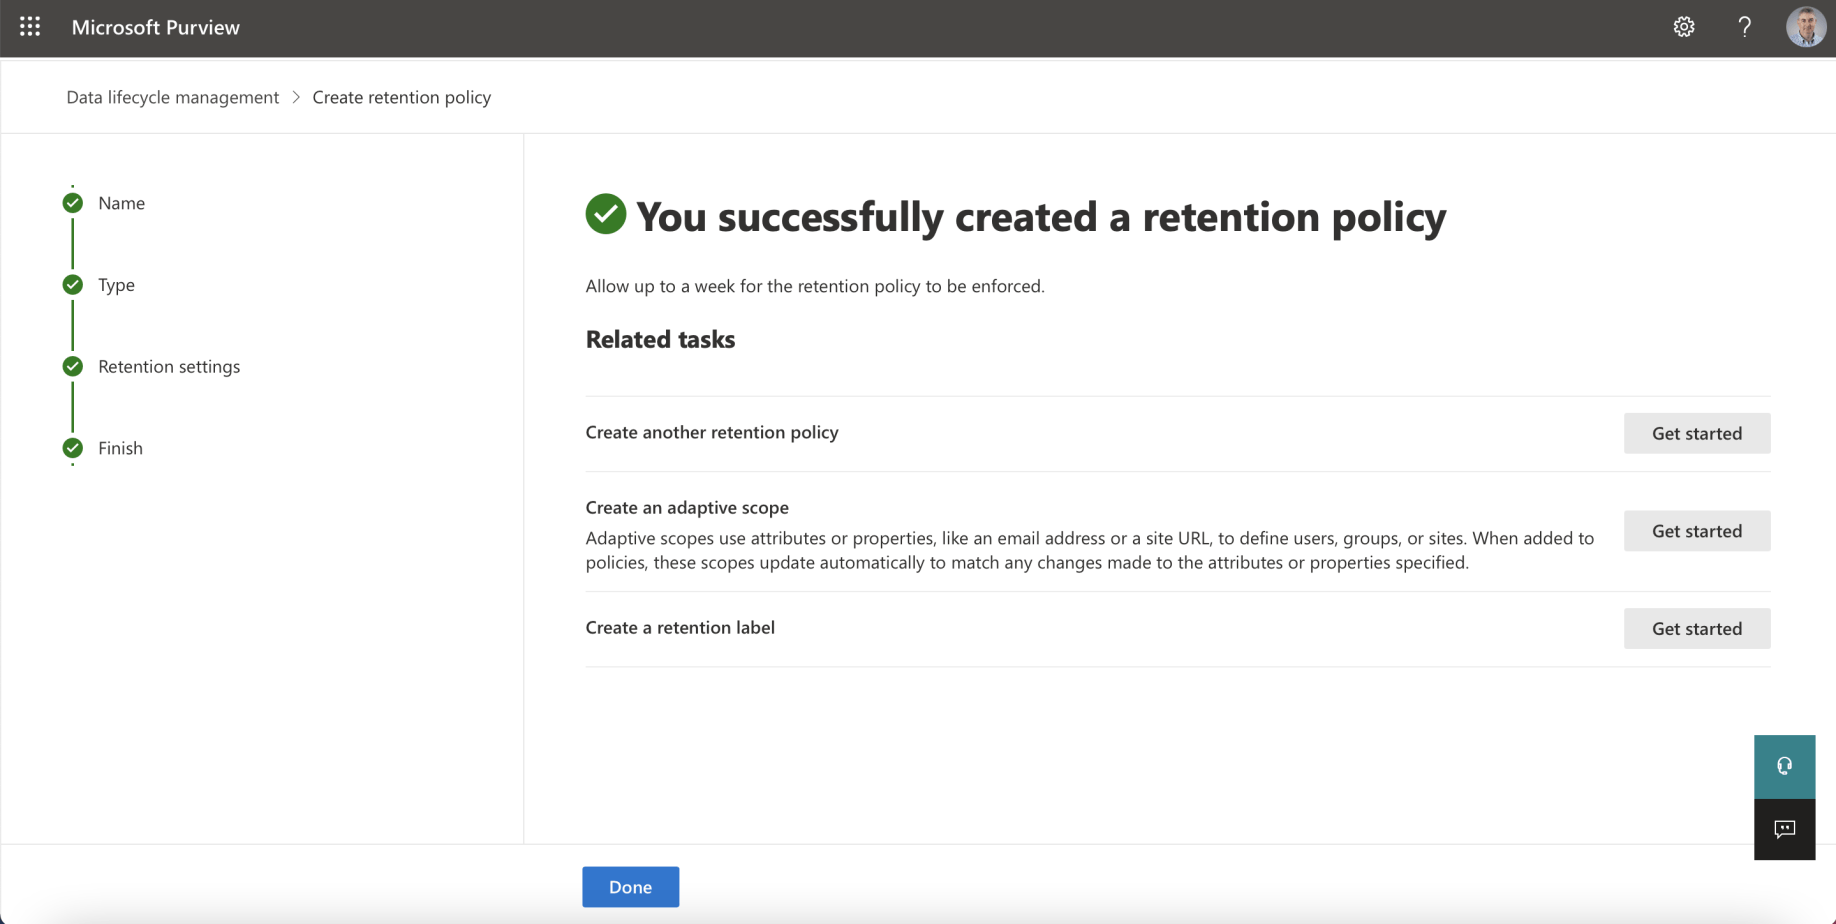 Microsoft Purview
?
Data lifecycle management > Create retention policy
Name
Type
Retention settings
Finish
You successfully created a retention policy
Allow up to a week for the retention policy to be enforced.
Related tasks
Create another retention policy
Get started
Create an adaptive scope
Adaptive scopes use attributes or properties, like an email address or a site URL, to define users, groups, or sites. When added to
policies, these scopes update automatically to match any changes made to the attributes or properties specified.
Get started
Create a retention label
Get started
Done